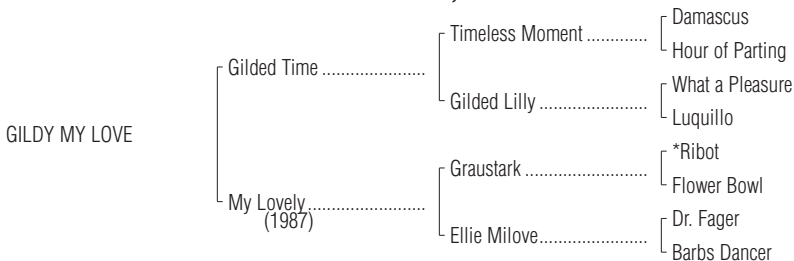 Damascus
Timeless Moment .............
Hour of Parting
Gilded Time ......................
What a Pleasure
Gilded Lilly .......................
Luquillo
GILDY MY LOVE
*Ribot
Graustark ..........................
Flower Bowl
My Lovely .........................
(1987)
Dr. Fager
Ellie Milove.......................
Barbs Dancer